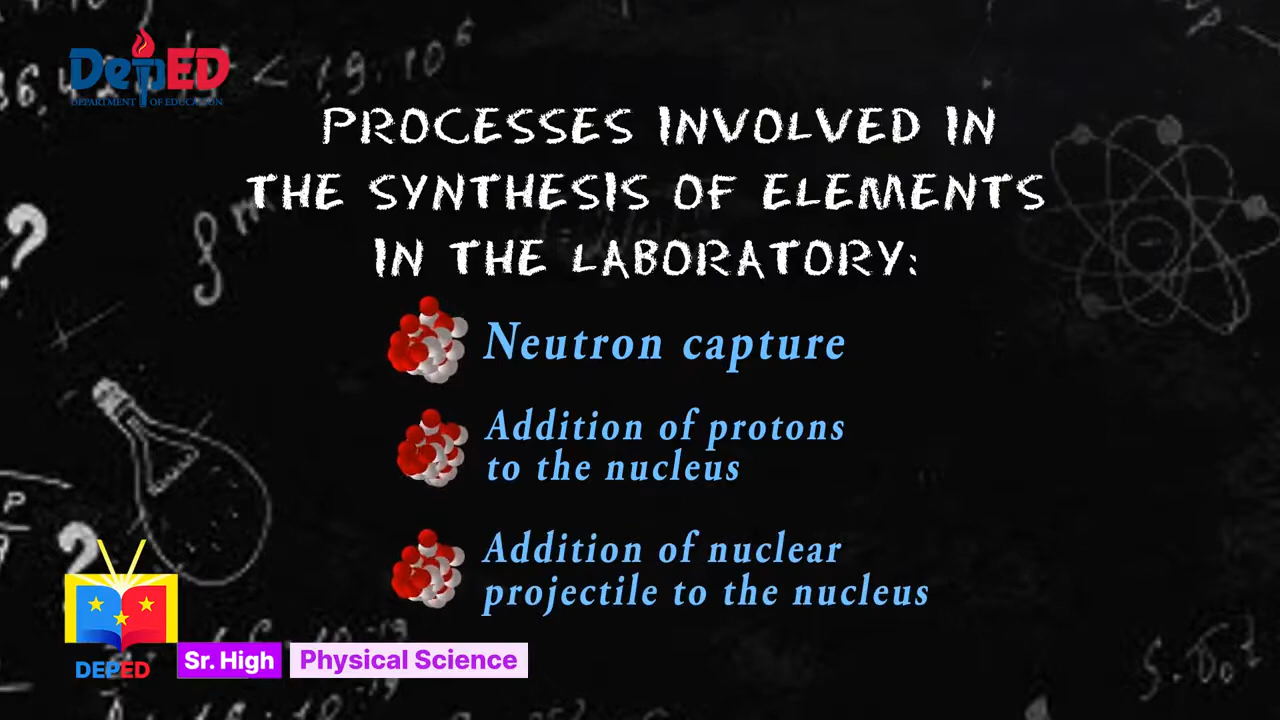 DepED
DEPARTMENT OF EDUCATION
PROCESSES INVOLVED IN
THE SYNTHESIS OF ELEMENTS
IN THE LABORATORY:
Neutron capture
Addition of protons
to the nucleus
Addition of nuclear
projectile to the nucleus
DEPED
Sr. High
Physical Science